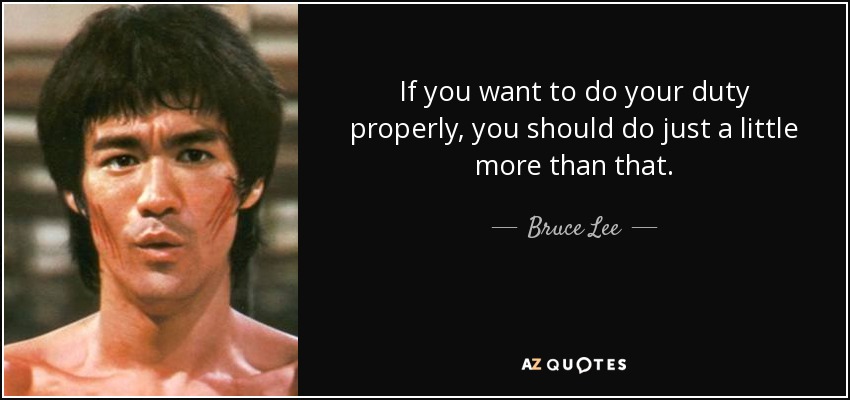 If you want to do your duty
properly, you should do just a little
more than that.
— Bruce Lee —
AZ QUOTES